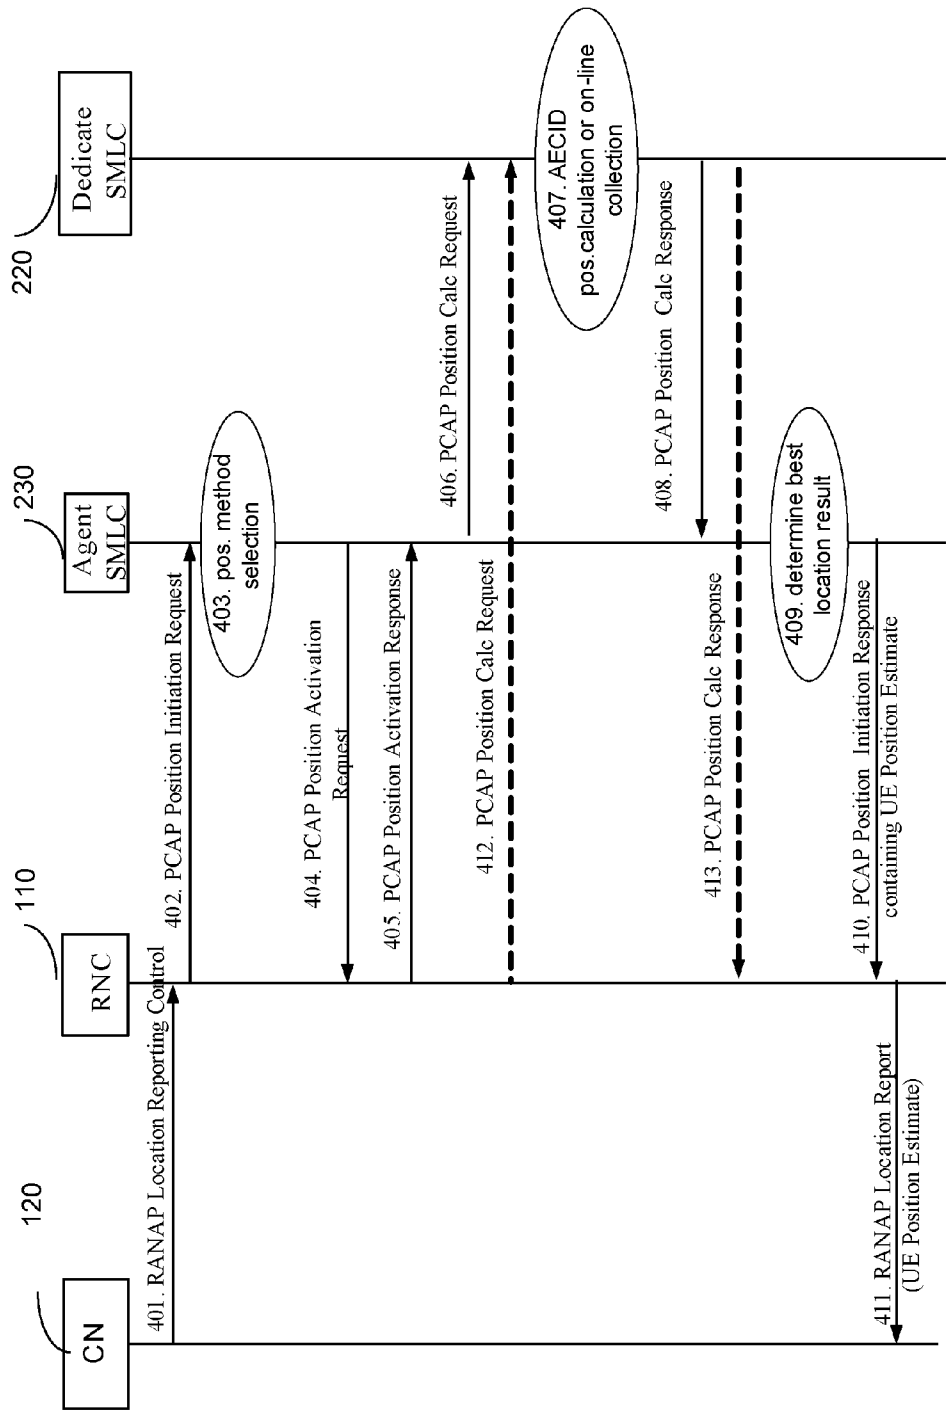 120
CN
110
RNC
230
Agent
SMLC
220
Dedicate
SMLC
401. RANAP Location Reporting Control
402. PCAP Position Initiation Request
403. pos. method
selection
404. PCAP Position Activation
Request
405. PCAP Position Activation Response
406. PCAP Position Calc Request
412. PCAP Position Calc Request
407. AECID
pos.calculation or on-line
collection
408. PCAP Position Calc Response
413. PCAP Position Calc Response
409. determine best
location result
410. PCAP Position Initiation Response
containing UE Position Estimate
411. RANAP Location Report
(UE Position Estimate)